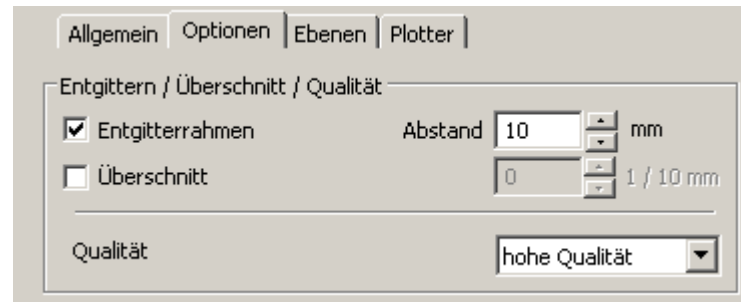 Allgemein Optionen Ebenen Plotter
Entgittern / Überschnitt / Qualität
Entgitterrahmen Abstand 10 mm
Überschnitt 0 1 / 10 mm
Qualität hohe Qualität